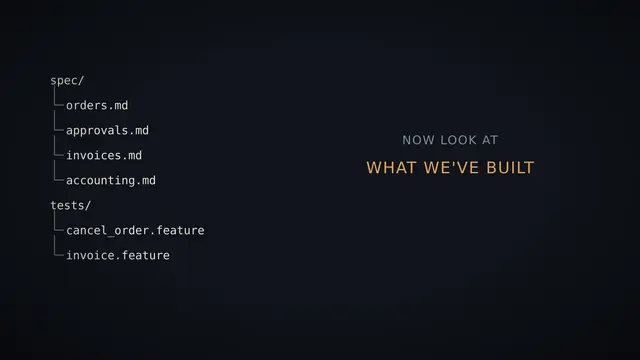 spec/
orders.md
approvals.md
invoices.md
accounting.md
tests/
cancel_order.feature
invoice.feature
NOW LOOK AT
WHAT WE'VE BUILT